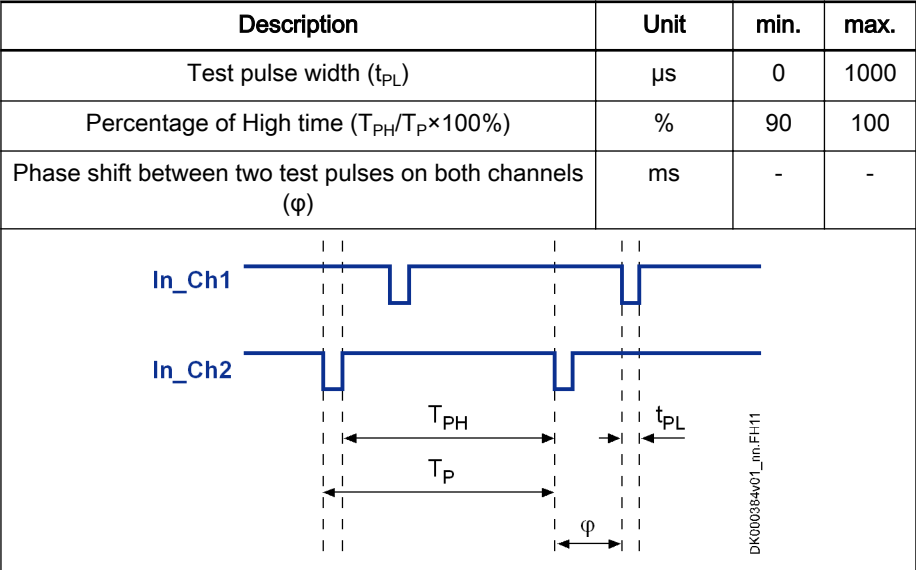 Description Unit min. max.
Test pulse width (tPL) µs 0 1000
Percentage of High time (TPH/TP×100%) % 90 100
Phase shift between two test pulses on both channels ms - -
(φ)
In_Ch1
In_Ch2
TPH tPL
TP
φ
DK000384v01_nn.FH11